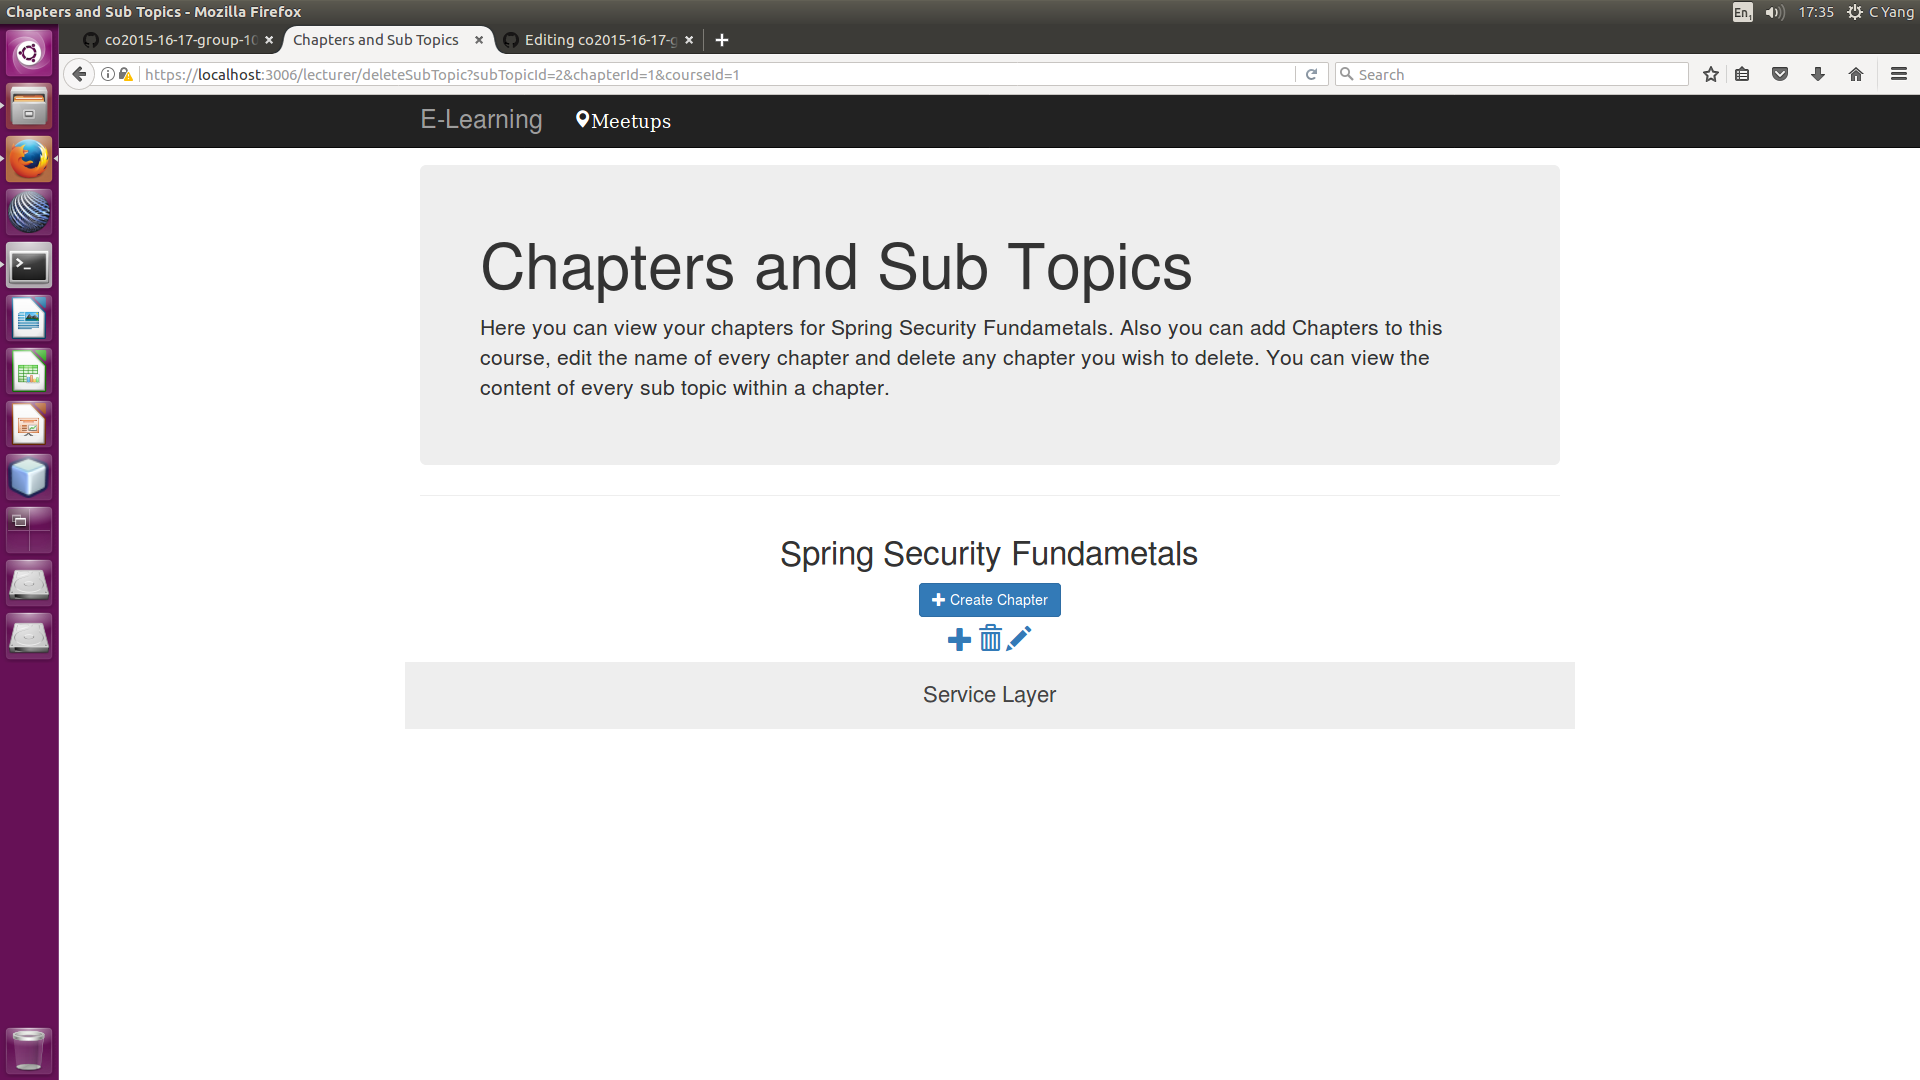 Chapters and Sub Topics - Mozilla Firefox
En1 17:35 C Yang
co2015-16-17-group-10 Chapters and Sub Topics Editing co2015-16-17-g
https://localhost:3006/lecturer/deleteSubTopic?subTopicId=2&chapterId=1&courseId=1 Search
E-Learning Meetups
Chapters and Sub Topics
Here you can view your chapters for Spring Security Fundametals. Also you can add Chapters to this
course, edit the name of every chapter and delete any chapter you wish to delete. You can view the
content of every sub topic within a chapter.
Spring Security Fundametals
Create Chapter
Service Layer